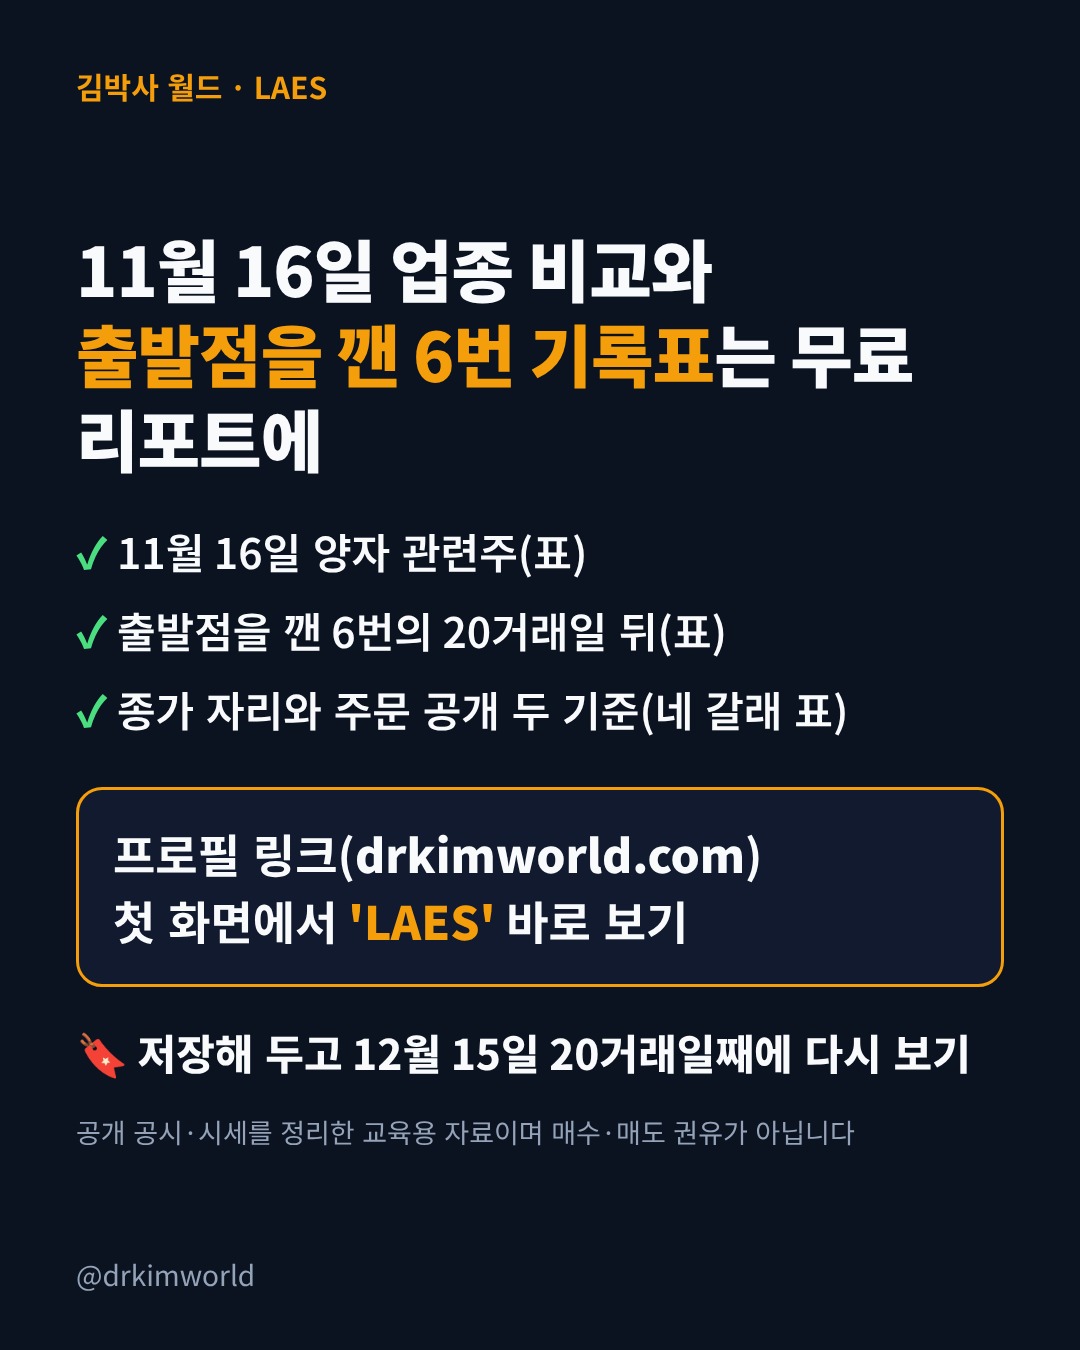 김박사 월드 · LAES
11월 16일 업종 비교와
출발점을 깬 6번 기록표는 무료
리포트에
✓ 11월 16일 양자 관련주(표)
✓ 출발점을 깬 6번의 20거래일 뒤(표)
✓ 종가 자리와 주문 공개 두 기준(네 갈래 표)
프로필 링크(drkimworld.com)
첫 화면에서 'LAES' 바로 보기
🔖 저장해 두고 12월 15일 20거래일째에 다시 보기
공개 공시·시세를 정리한 교육용 자료이며 매수·매도 권유가 아닙니다
@drkimworld